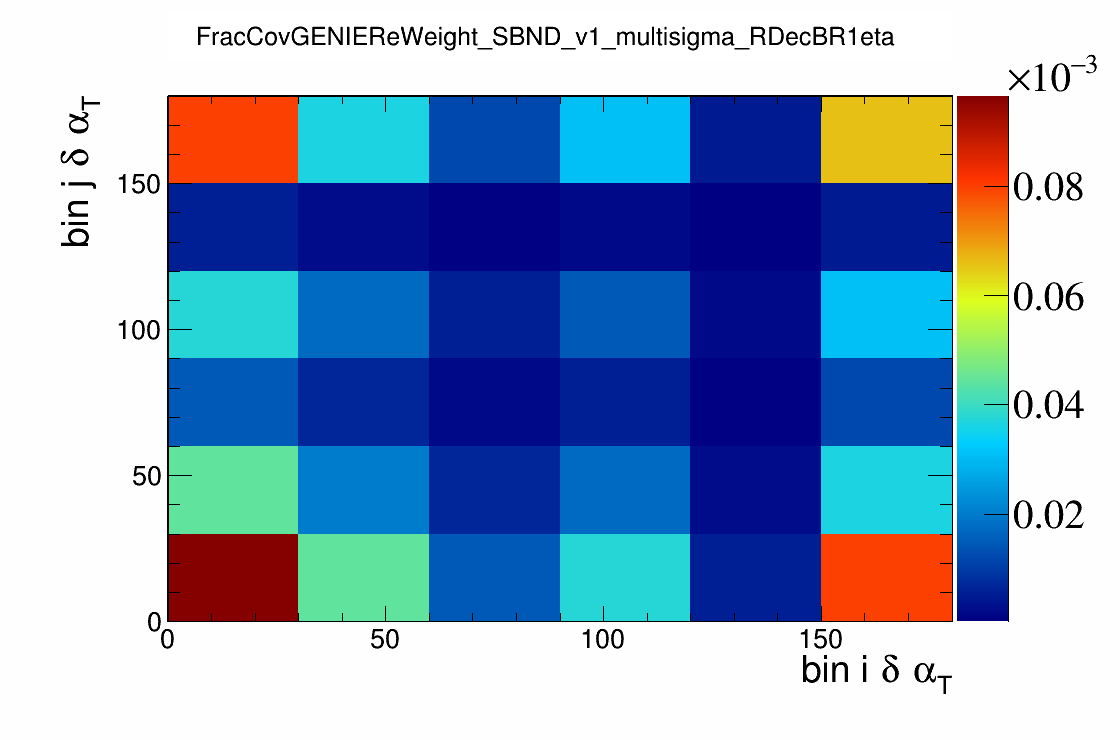 FracCovGENIEReWeight_SBND_v1_multisigma_RDecBR1eta
×10⁻³
bin j δ α_T
150
100
50
0
0 50 100 150
bin i δ α_T
0.08
0.06
0.04
0.02